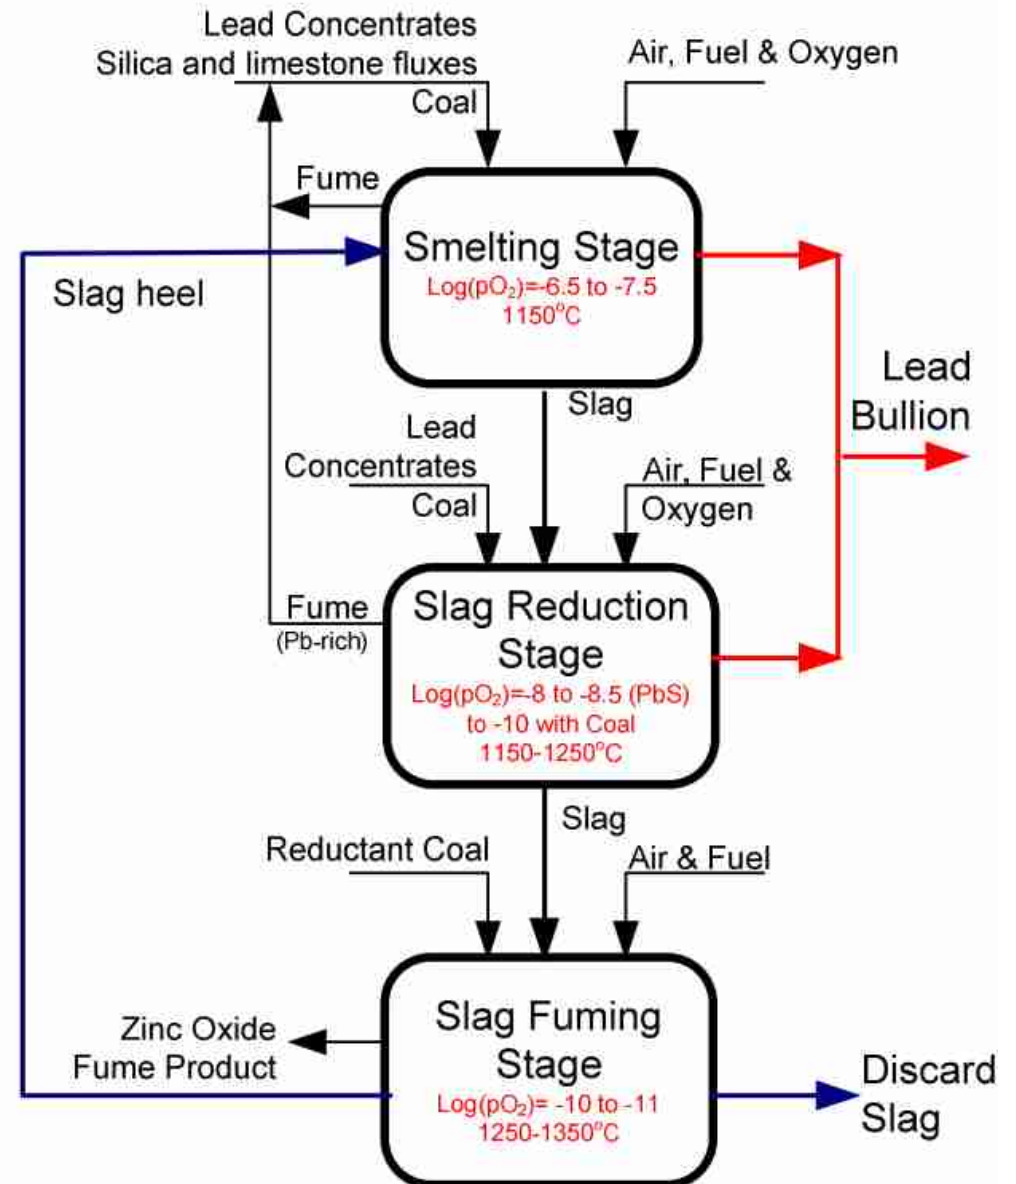 Lead Concentrates
Silica and limestone fluxes
Coal
Air, Fuel & Oxygen
Fume
Smelting Stage
Log(pO₂)=-6.5 to -7.5
1150°C
Slag heel
Lead
Bullion
Slag
Lead
Concentrates
Coal
Air, Fuel &
Oxygen
Fume
(Pb-rich)
Slag Reduction
Stage
Log(pO₂)=-8 to -8.5 (PbS)
to -10 with Coal
1150-1250°C
Slag
Reductant Coal
Air & Fuel
Slag Fuming
Stage
Log(pO₂)= -10 to -11
1250-1350°C
Zinc Oxide
Fume Product
Discard
Slag